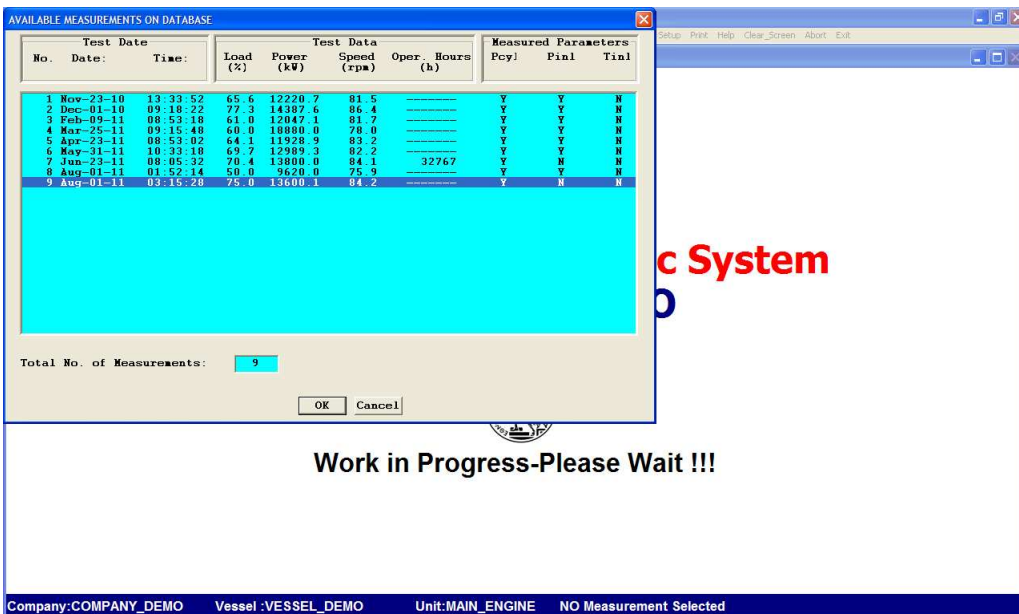 AVAILABLE MEASUREMENTS ON DATABASE
Setup Print Help Clear_Screen Abort Exit
Test Date Test Data Measured Parameters
No. Date: Time: Load Power Speed Oper. Hours Pcyl Pinl Tinl
(%) (kW) (rpm) (h)
1 Nov-23-10 13:33:52 65.6 12220.7 81.5 ------- Y Y N
2 Dec-01-10 09:18:22 77.3 14387.6 86.4 ------- Y Y N
3 Feb-09-11 08:53:18 61.0 12047.1 81.7 ------- Y Y N
4 Mar-25-11 09:15:48 60.0 18880.0 78.0 ------- Y Y N
5 Apr-23-11 08:53:02 64.1 11928.9 83.2 ------- Y Y N
6 May-31-11 10:33:18 69.7 12989.3 82.2 ------- Y Y N
7 Jun-23-11 08:05:32 70.4 13800.0 84.1 32767 Y N N
8 Aug-01-11 01:52:14 50.0 9620.0 75.9 ------- Y Y N
9 Aug-01-11 03:15:28 75.0 13600.1 84.2 ------- Y N N
c System
Total No. of Measurements: 9
OK Cancel
Work in Progress-Please Wait !!!
Company:COMPANY_DEMO Vessel :VESSEL_DEMO Unit:MAIN_ENGINE NO Measurement Selected